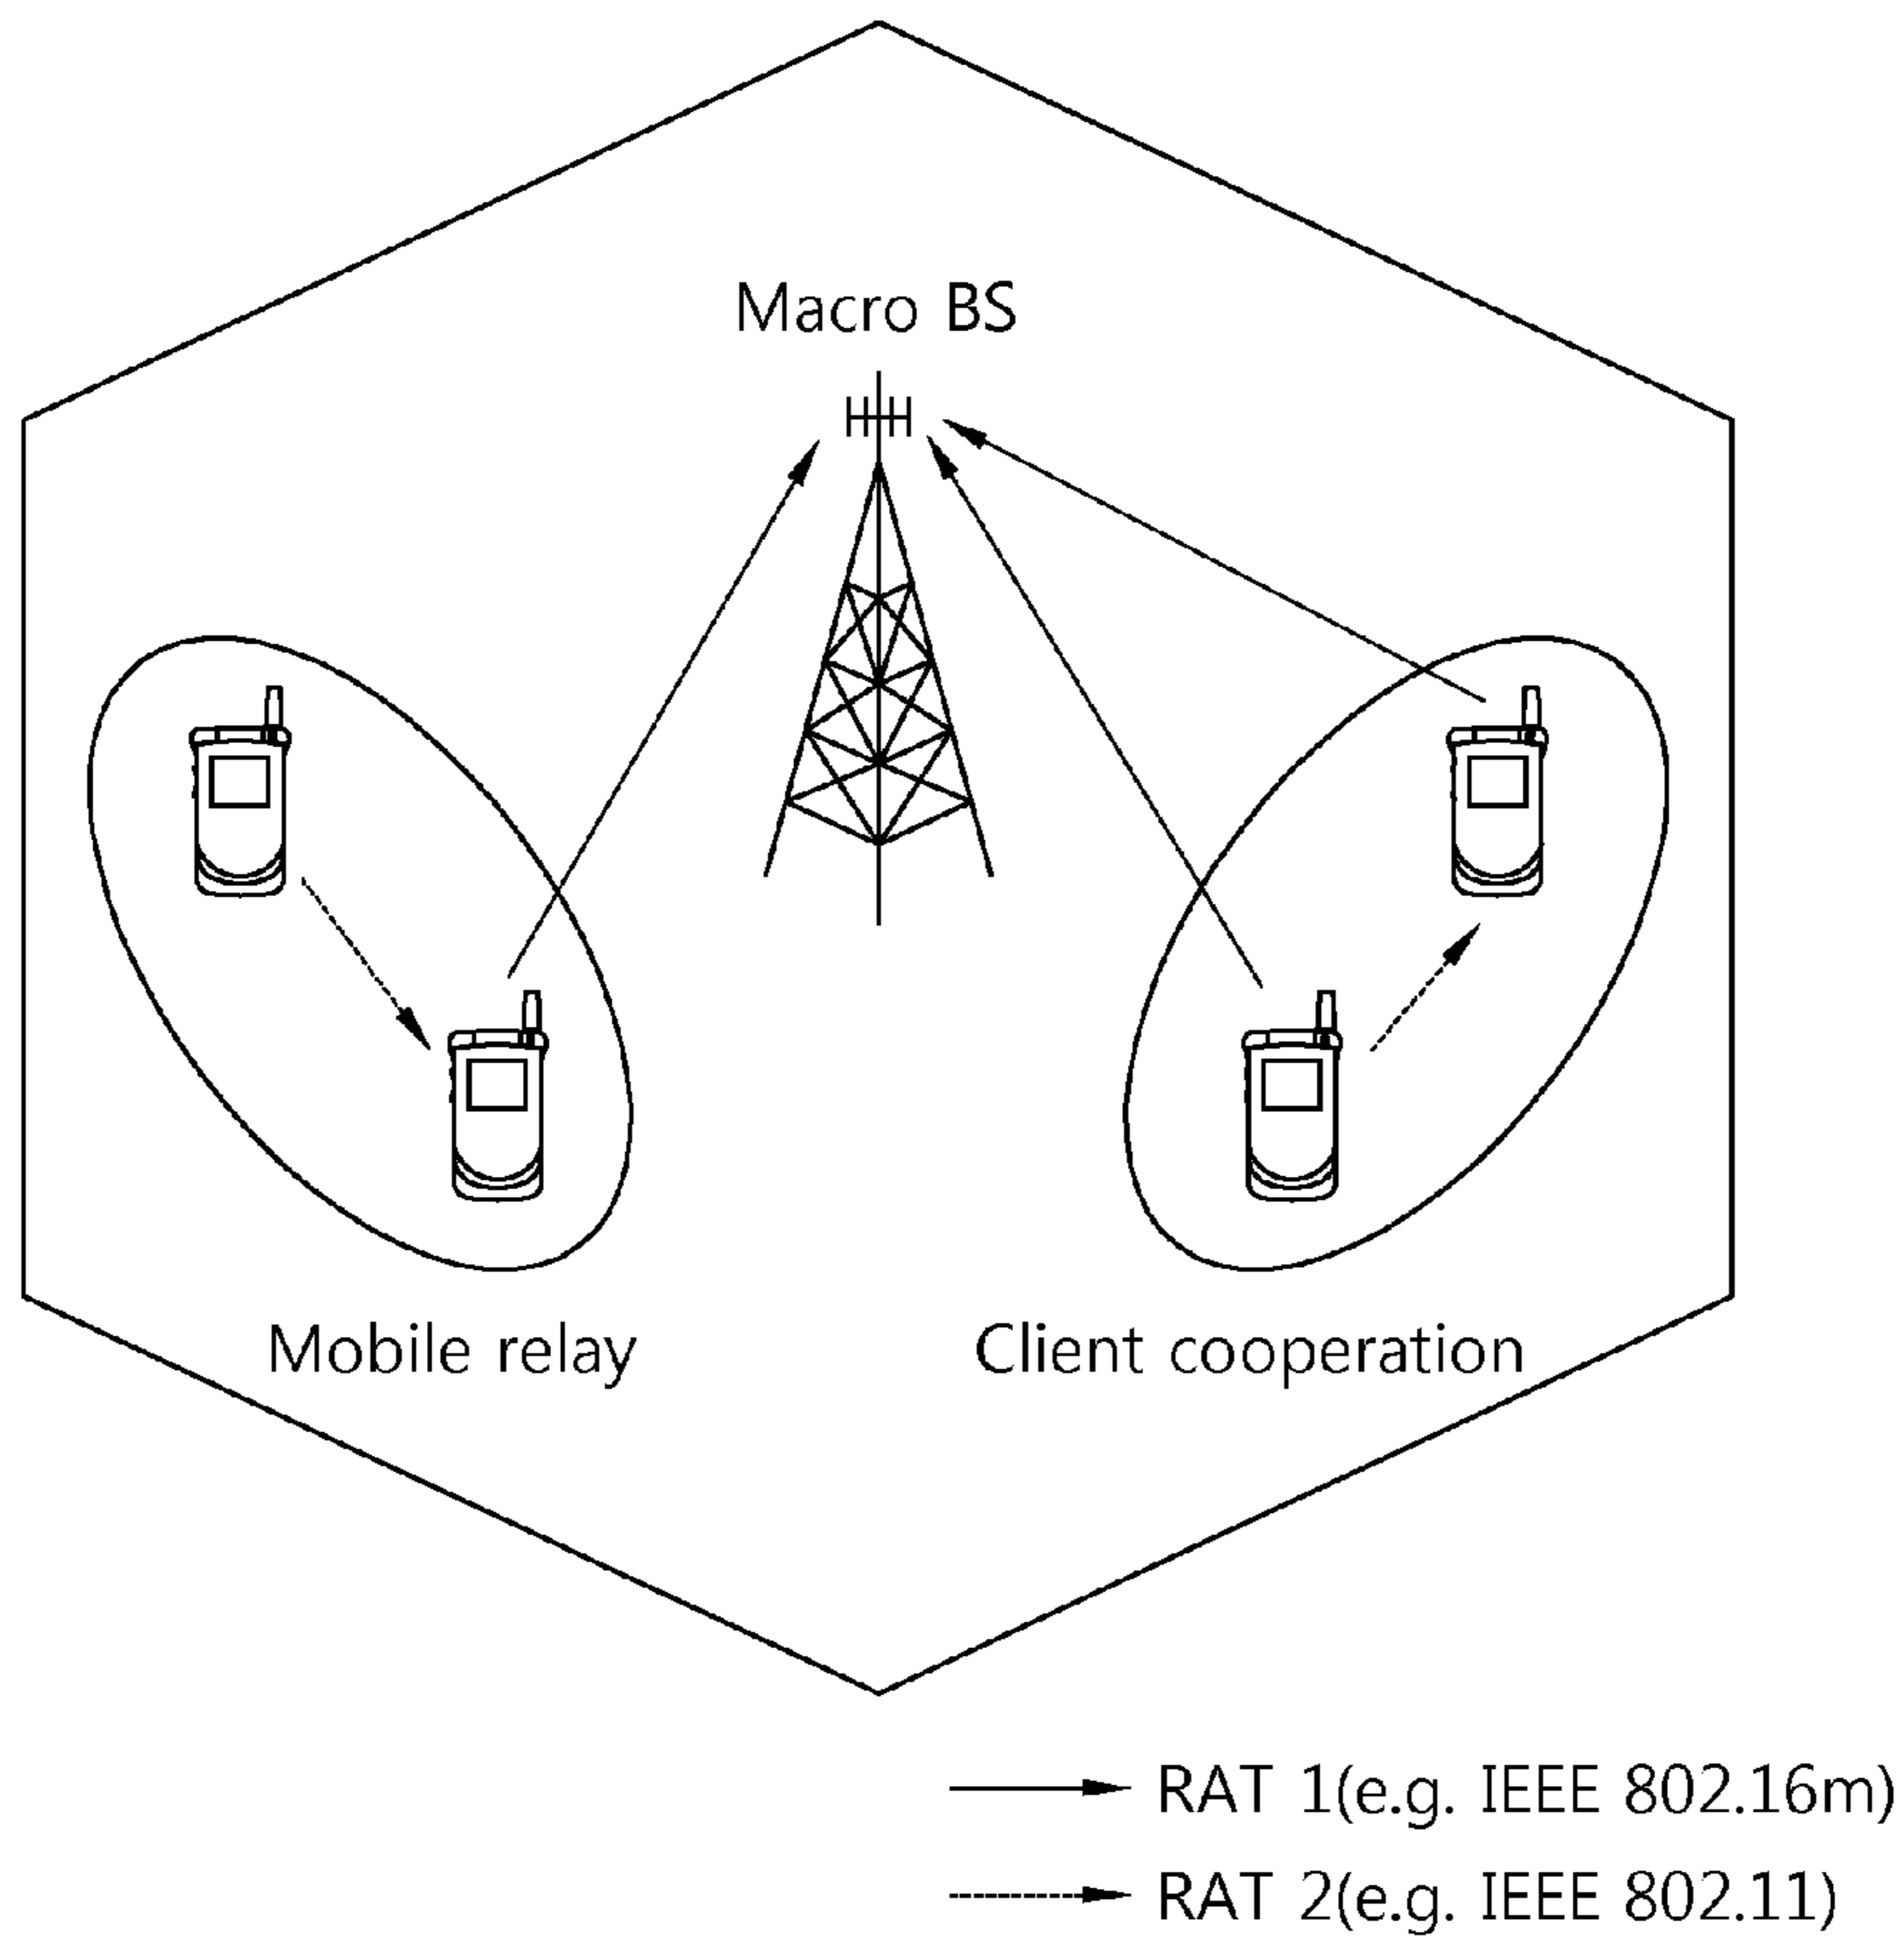 Macro BS
Mobile relay
Client cooperation
RAT 1(e.g. IEEE 802.16m)
RAT 2(e.g. IEEE 802.11)